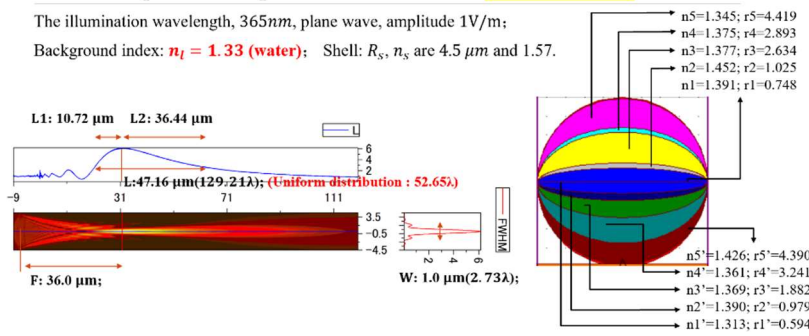 The illumination wavelength, 365nm, plane wave, amplitude 1V/m;
Background index: n_l = 1.33 (water); Shell: R_s, n_s are 4.5 μm and 1.57.
n5=1.345; r5=4.419
n4=1.375; r4=2.893
n3=1.377; r3=2.634
n2=1.452; r2=1.025
n1=1.391; r1=0.748
L1: 10.72 μm L2: 36.44 μm
L
6
4
2
L:47.16 μm(129.21λ); (Uniform distribution : 52.65λ)
-9 31 71 111
3.5
-0.5
-4.5
FWHM
2 4 6
F: 36.0 μm;
W: 1.0 μm(2.73λ);
n5'=1.426; r5'=4.390
n4'=1.361; r4'=3.241
n3'=1.369; r3'=1.882
n2'=1.390; r2'=0.979
n1'=1.313; r1'=0.594